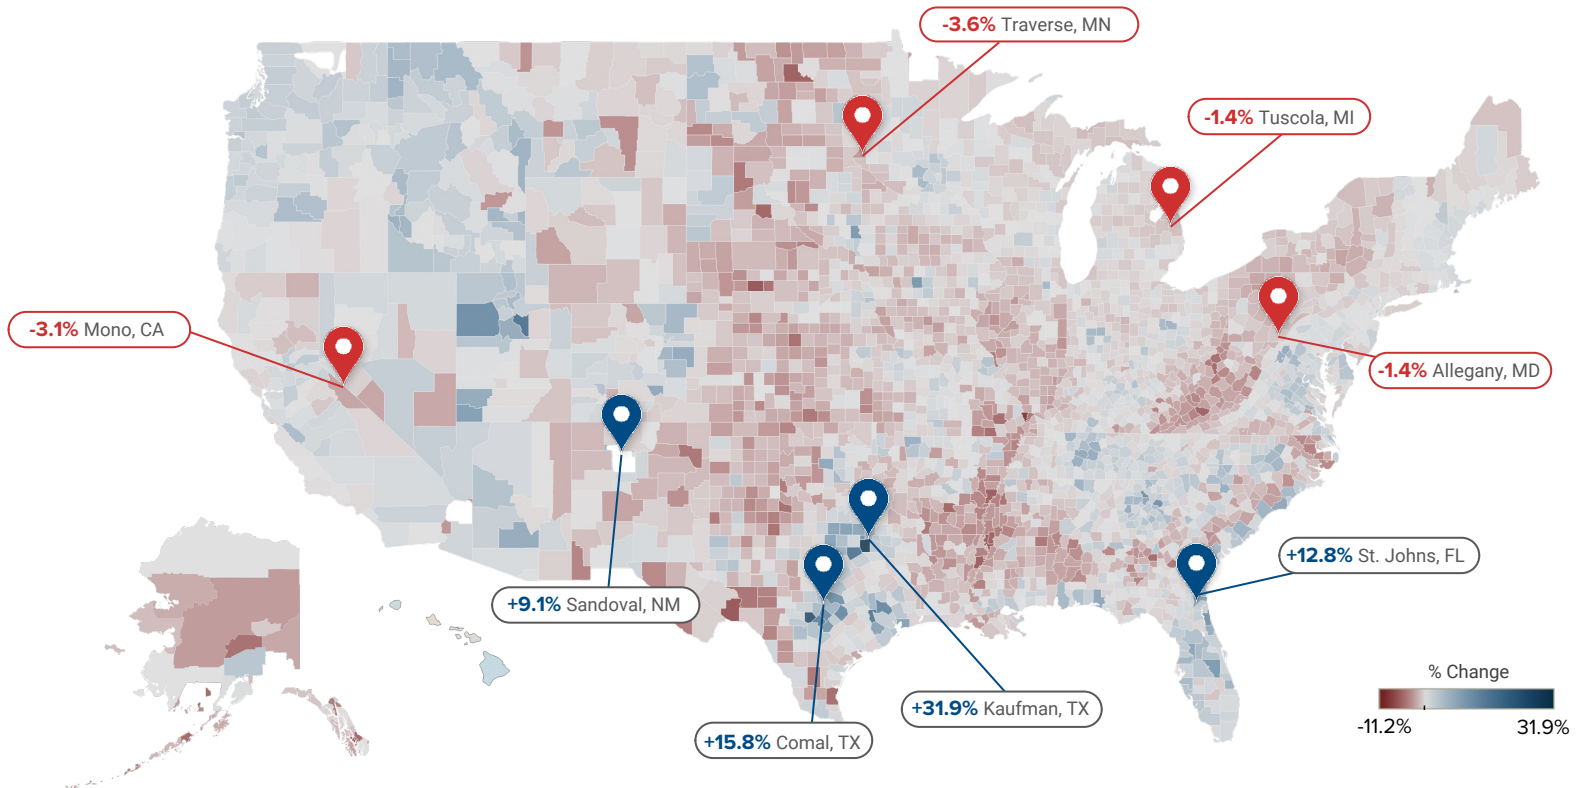 -3.6% Traverse, MN
-1.4% Tuscola, MI
-3.1% Mono, CA
-1.4% Allegany, MD
+12.8% St. Johns, FL
+9.1% Sandoval, NM
% Change
+31.9% Kaufman, TX
-11.2% 31.9%
+15.8% Comal, TX